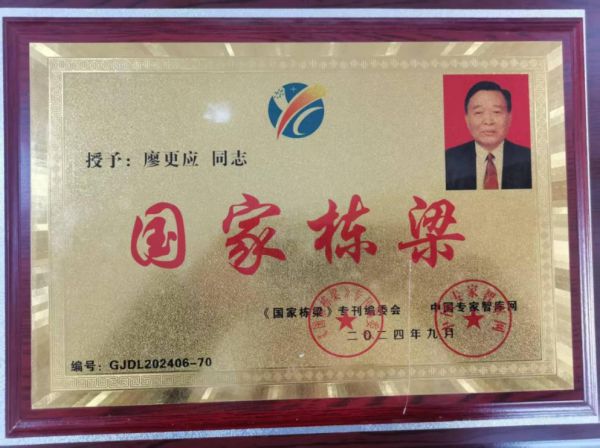 授予：廖更应 同志
国家栋梁
《国家栋梁》专刊编委会 中国专家智库网
二〇二四年九月
编号：GJDL202406-70